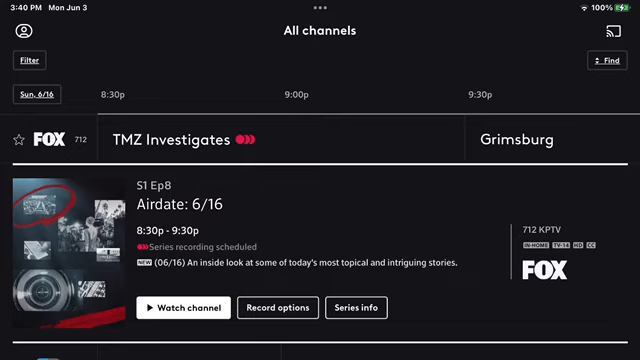 3:40 PM Mon Jun 3
100%
All channels
Filter
Find
Sun, 6/16
8:30p
9:00p
9:30p
FOX 712
TMZ Investigates
Grimsburg
S1 Ep8
Airdate: 6/16
8:30p - 9:30p
Series recording scheduled
NEW (06/16) An inside look at some of today's most topical and intriguing stories.
712 KPTV
IN-HOME TV-14 HD CC
FOX
Watch channel
Record options
Series info